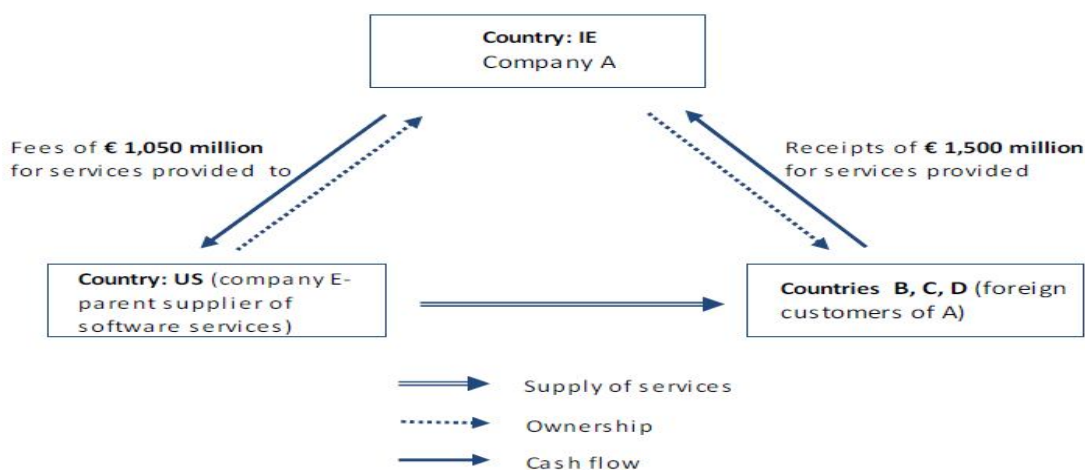 Country: IE
Company A
Fees of € 1,050 million
for services provided to
Receipts of € 1,500 million
for services provided
Country: US (company E-
parent supplier of
software services)
Countries B, C, D (foreign
customers of A)
Supply of services
Ownership
Cash flow